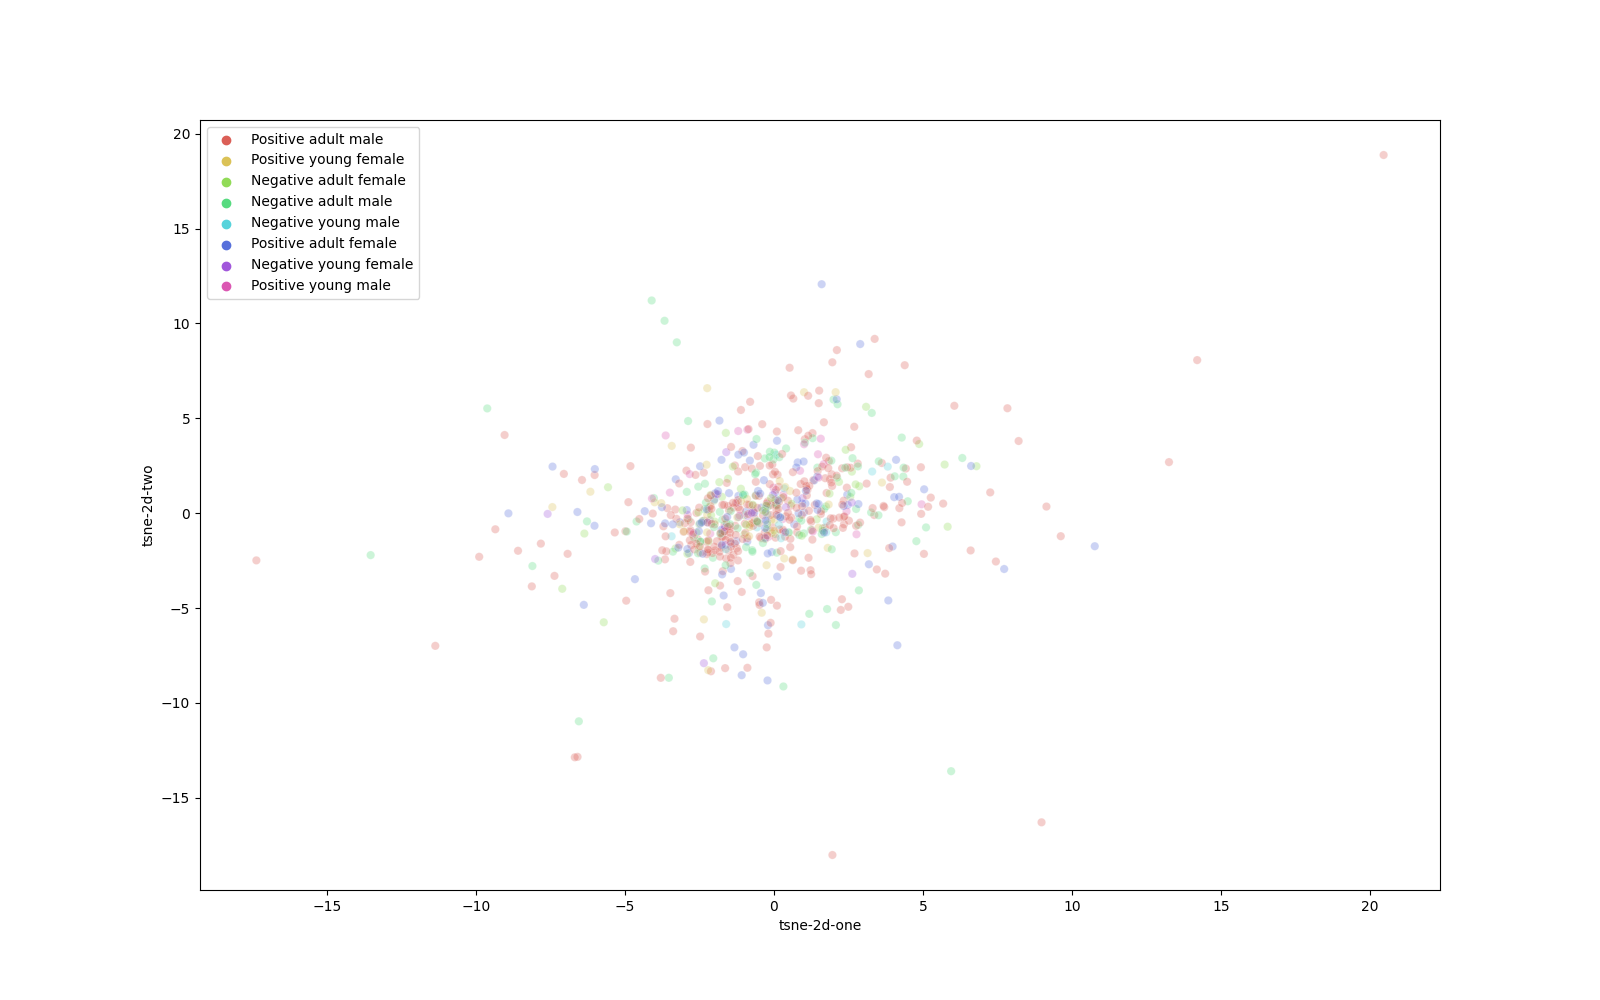 Positive adult male
Positive young female
Negative adult female
Negative adult male
Negative young male
Positive adult female
Negative young female
Positive young male
20
15
10
5
0
−5
−10
−15
tsne-2d-two
−15 −10 −5 0 5 10 15 20
tsne-2d-one